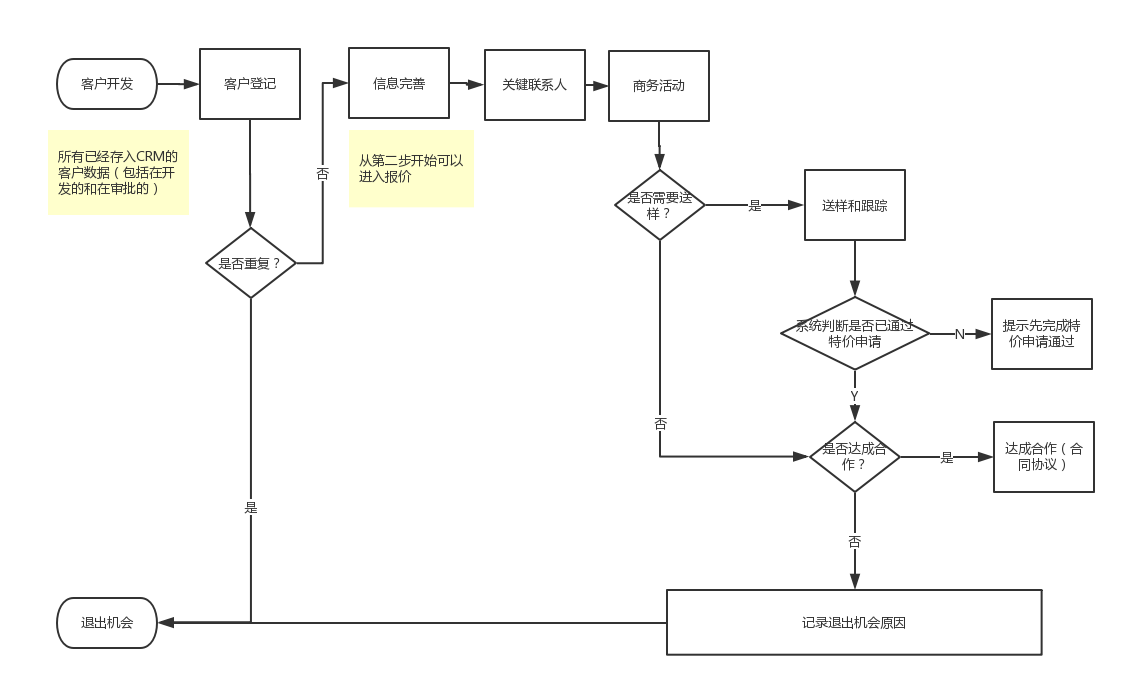 客户开发
客户登记
信息完善
关键联系人
商务活动
所有已经存入CRM的
客户数据（包括在开
发的和在审批的）
从第二步开始可以
进入报价
否
是否需要送
样？
是
送样和跟踪
是否重复？
系统判断是否已通过
特价申请
N
提示先完成特
价申请通过
Y
否
是否达成合
作？
是
达成合作（合
同协议）
是
否
退出机会
记录退出机会原因